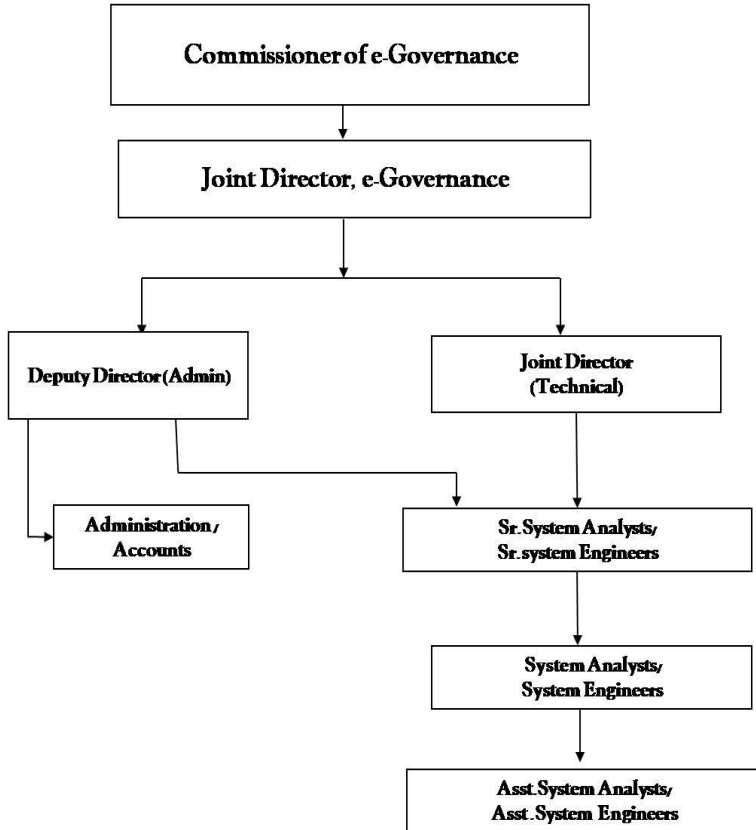 Commissioner of e-Governance
Joint Director, e-Governance
Deputy Director (Admin)
Joint Director
(Technical)
Administration/
Accounts
Sr.System Analysts/
Sr.system Engineers
System Analysts/
System Engineers
Asst.System Analysts/
Asst.System Engineers